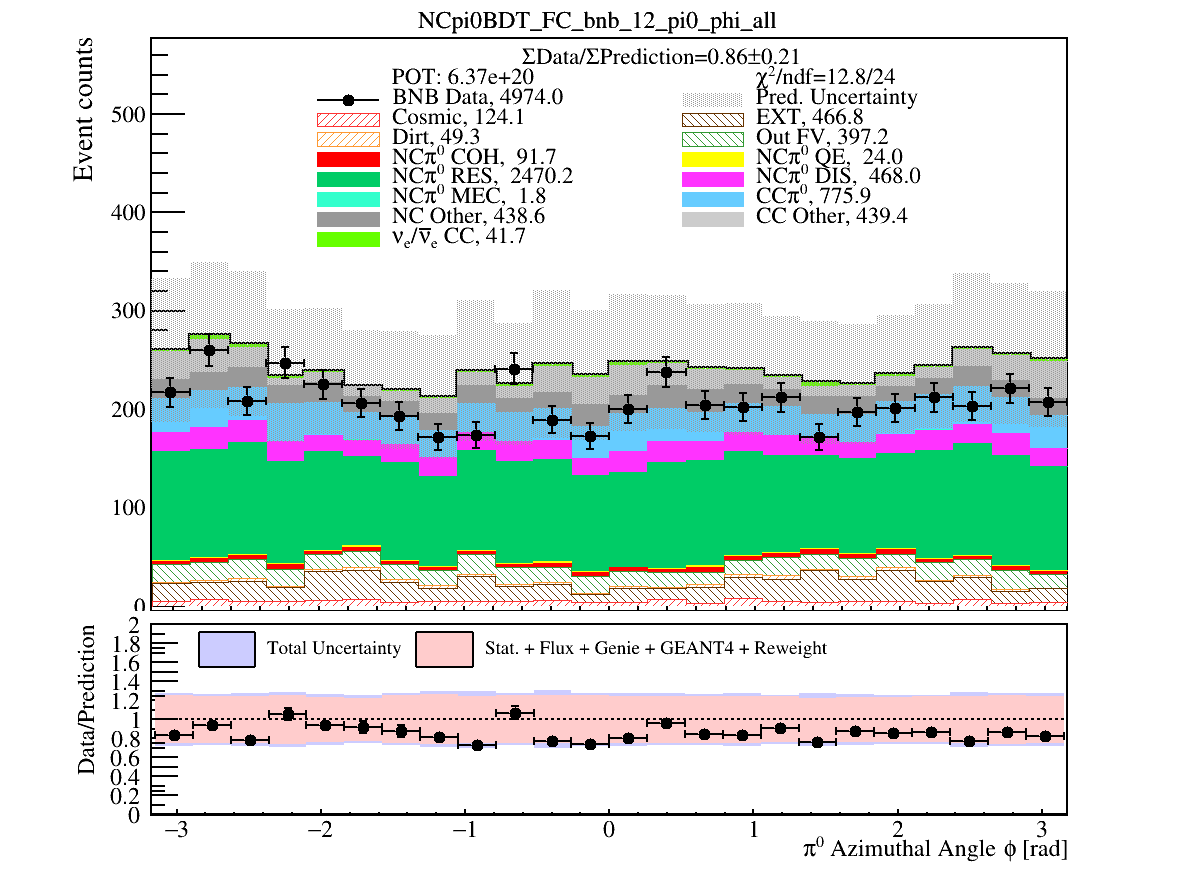 NCpi0BDT_FC_bnb_12_pi0_phi_all
ΣData/ΣPrediction=0.86±0.21
POT: 6.37e+20 χ²/ndf=12.8/24
BNB Data, 4974.0 Pred. Uncertainty
Cosmic, 124.1 EXT, 466.8
Dirt, 49.3 Out FV, 397.2
NCπ⁰ COH, 91.7 NCπ⁰ QE, 24.0
NCπ⁰ RES, 2470.2 NCπ⁰ DIS, 468.0
NCπ⁰ MEC, 1.8 CCπ⁰, 775.9
NC Other, 438.6 CC Other, 439.4
νₑ/ν̅ₑ CC, 41.7
Event counts
500
400
300
200
100
0
Total Uncertainty Stat. + Flux + Genie + GEANT4 + Reweight
Data/Prediction
2
1.8
1.6
1.4
1.2
1
0.8
0.6
0.4
0.2
0
−3 −2 −1 0 1 2 3
π⁰ Azimuthal Angle ϕ [rad]